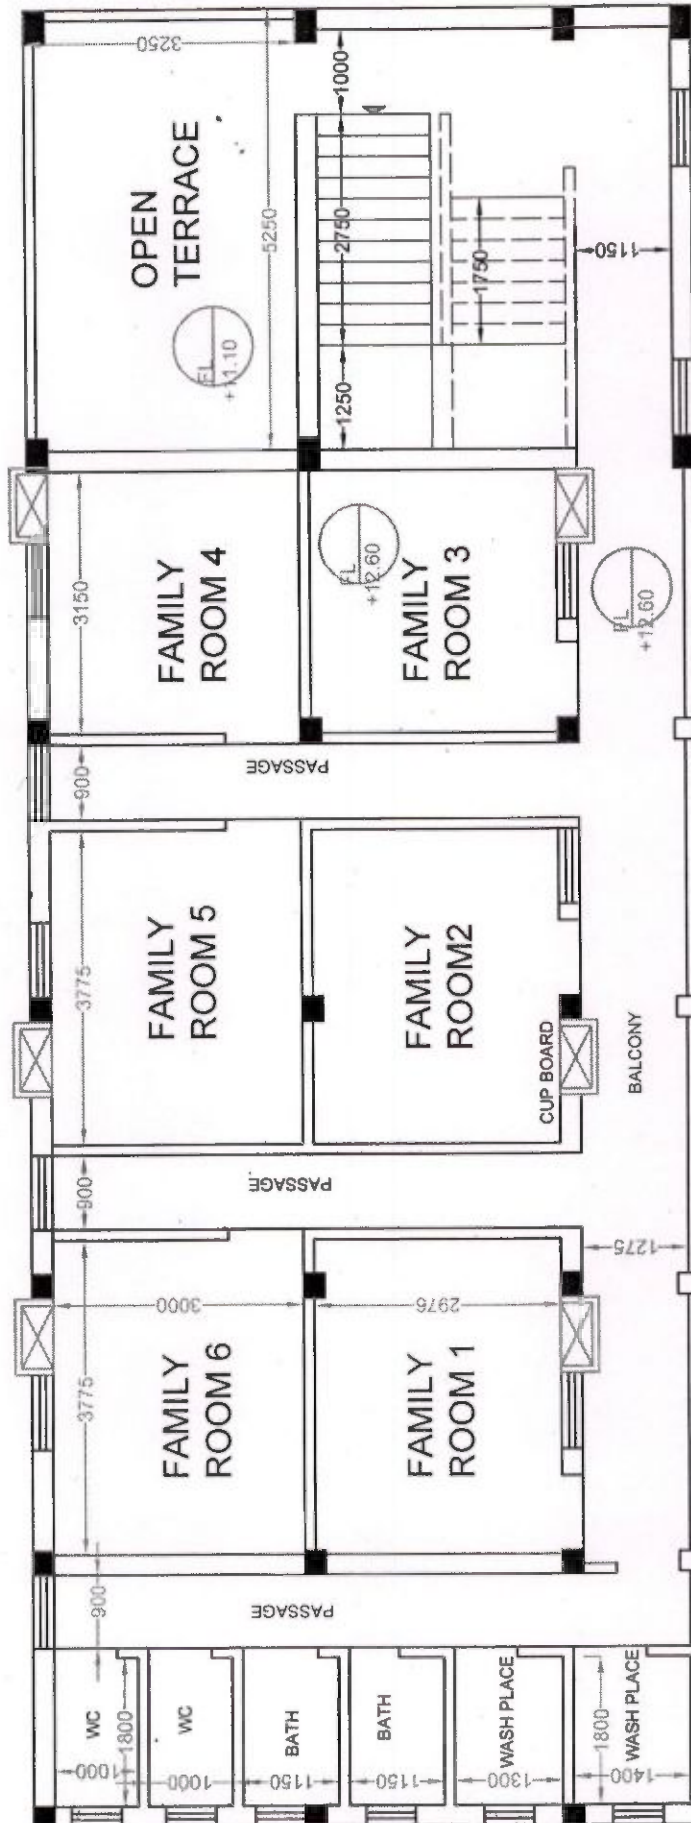 3250
OPEN
TERRACE
5250
1000
2750
1750
1250
1150
FL
+11.10
3150
FAMILY
ROOM 4
FL
+12.60
FAMILY
ROOM 3
FL
+12.60
900
PASSAGE
3775
FAMILY
ROOM 5
FAMILY
ROOM2
CUP BOARD
BALCONY
900
PASSAGE
1275
3000
2976
3775
FAMILY
ROOM 6
FAMILY
ROOM 1
900
PASSAGE
WC
1800
1000
WC
1000
BATH
1150
BATH
1150
WASH PLACE
1300
WASH PLACE
1800
1400